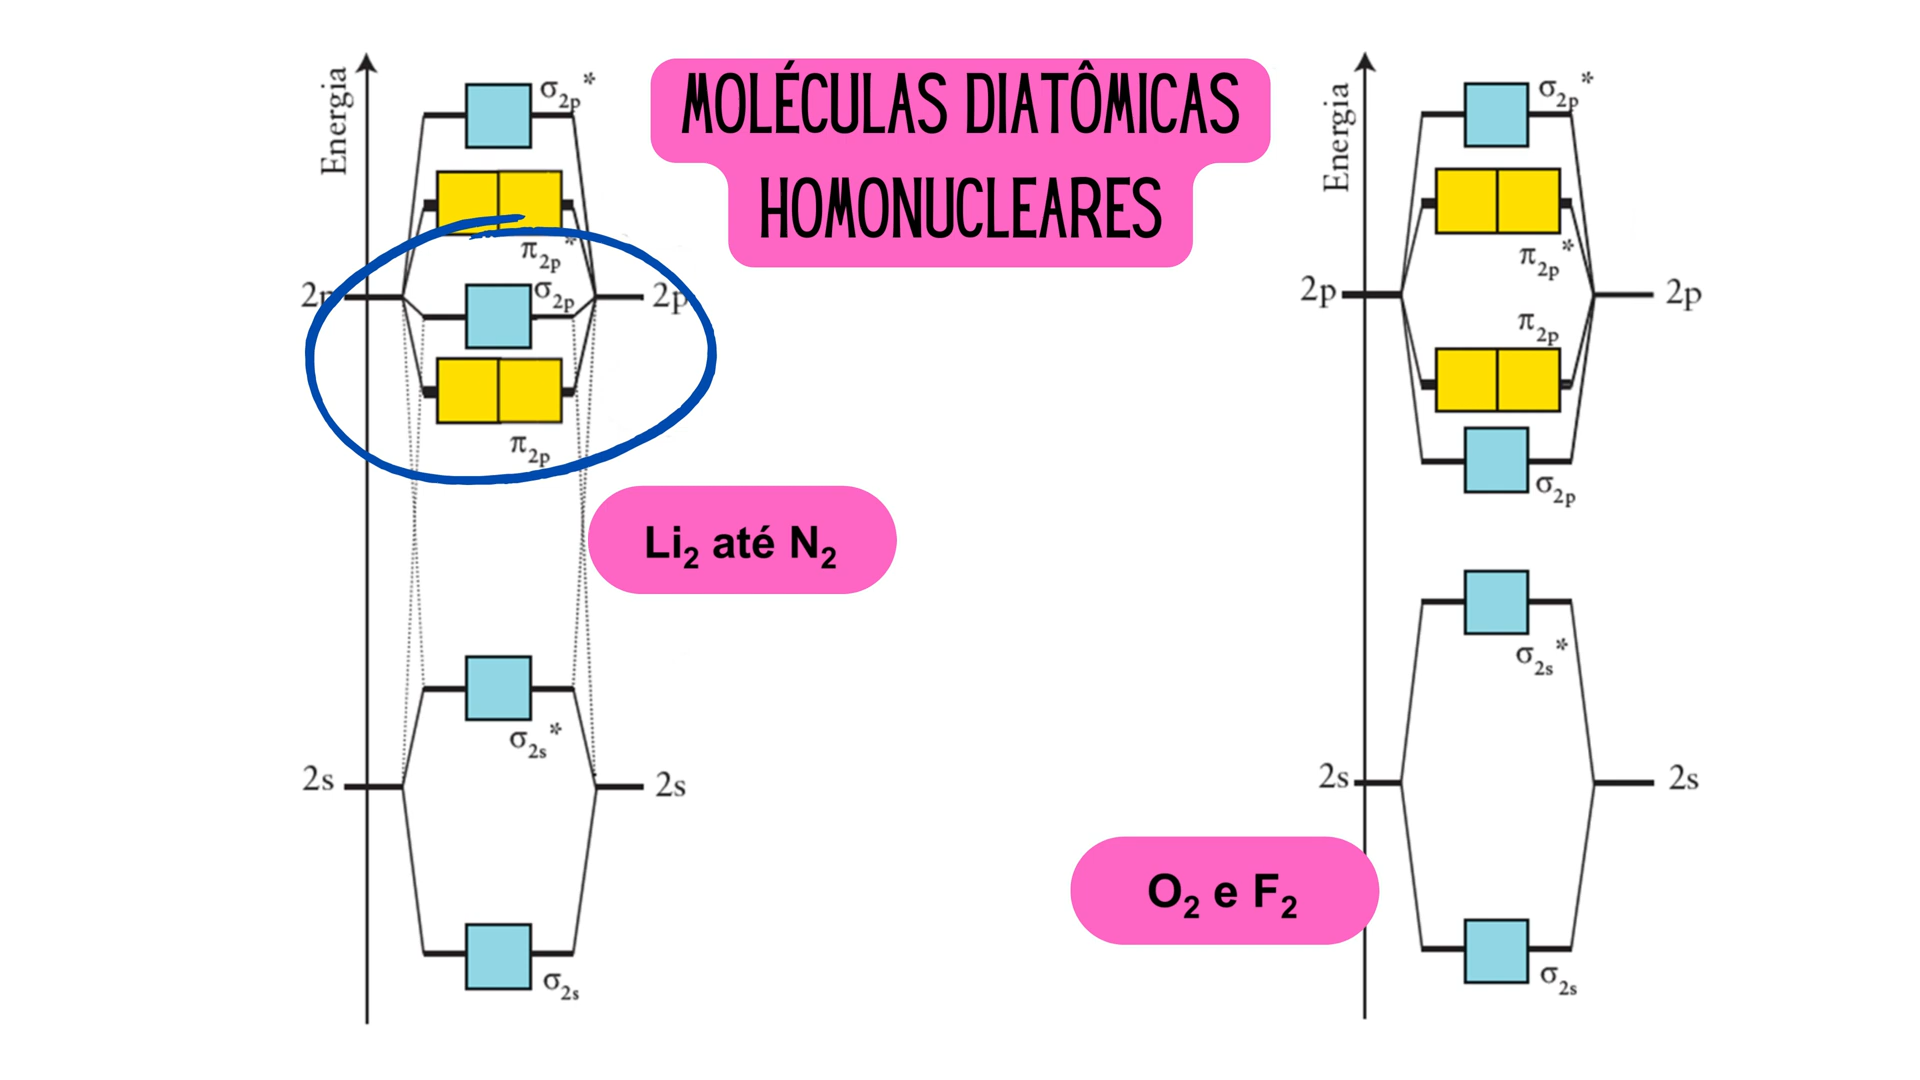 MOLÉCULAS DIATÔMICAS
HOMONUCLEARES
Energia
σ2p*
π2p*
σ2p
2p
2p
π2p
Li2 até N2
σ2s*
2s
2s
σ2s
Energia
σ2p*
π2p*
2p
2p
π2p
σ2p
σ2s*
2s
2s
O2 e F2
σ2s